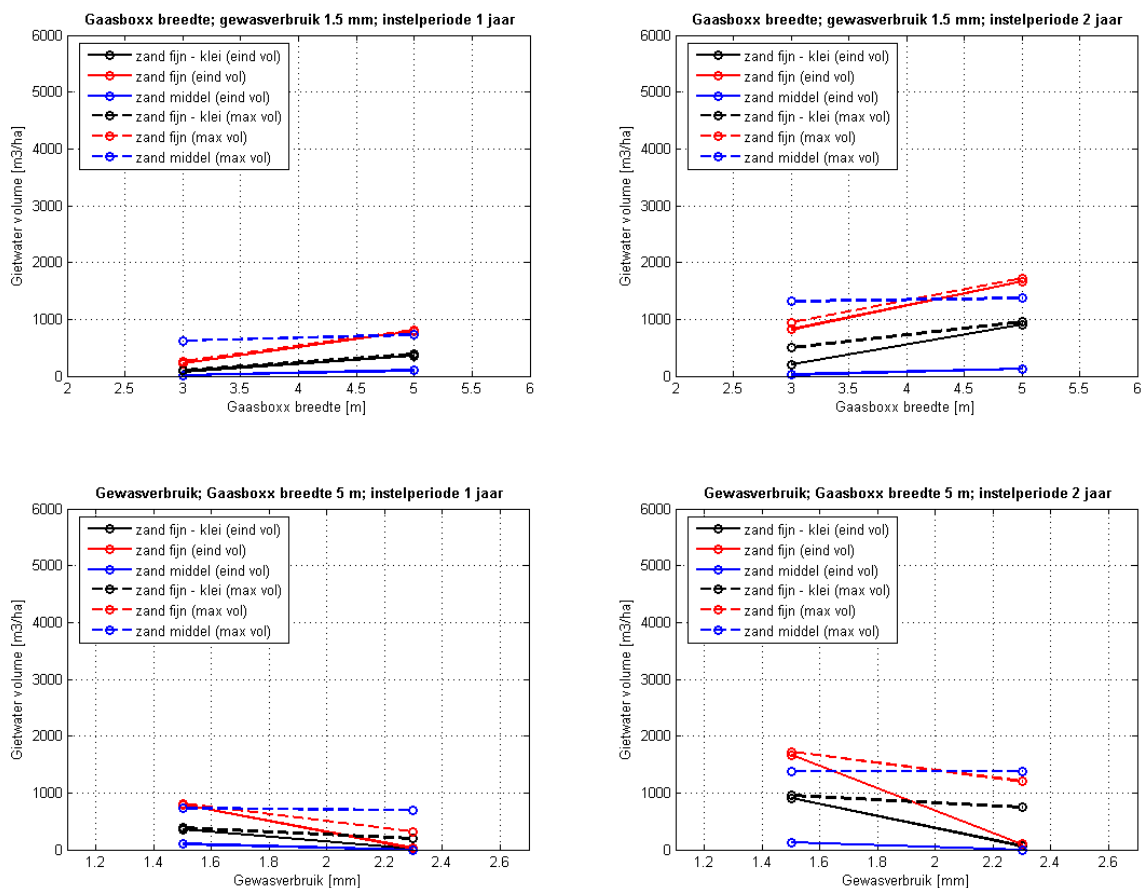 Gaasboxx breedte; gewasverbruik 1.5 mm; instelperiode 1 jaar
6000
5000
4000
3000
2000
1000
0
Gietwater volume [m3/ha]
zand fijn - klei (eind vol)
zand fijn (eind vol)
zand middel (eind vol)
zand fijn - klei (max vol)
zand fijn (max vol)
zand middel (max vol)
2 2.5 3 3.5 4 4.5 5 5.5 6
Gaasboxx breedte [m]
Gaasboxx breedte; gewasverbruik 1.5 mm; instelperiode 2 jaar
6000
5000
4000
3000
2000
1000
0
Gietwater volume [m3/ha]
zand fijn - klei (eind vol)
zand fijn (eind vol)
zand middel (eind vol)
zand fijn - klei (max vol)
zand fijn (max vol)
zand middel (max vol)
2 2.5 3 3.5 4 4.5 5 5.5 6
Gaasboxx breedte [m]
Gewasverbruik; Gaasboxx breedte 5 m; instelperiode 1 jaar
6000
5000
4000
3000
2000
1000
0
Gietwater volume [m3/ha]
zand fijn - klei (eind vol)
zand fijn (eind vol)
zand middel (eind vol)
zand fijn - klei (max vol)
zand fijn (max vol)
zand middel (max vol)
1.2 1.4 1.6 1.8 2 2.2 2.4 2.6
Gewasverbruik [mm]
Gewasverbruik; Gaasboxx breedte 5 m; instelperiode 2 jaar
6000
5000
4000
3000
2000
1000
0
Gietwater volume [m3/ha]
zand fijn - klei (eind vol)
zand fijn (eind vol)
zand middel (eind vol)
zand fijn - klei (max vol)
zand fijn (max vol)
zand middel (max vol)
1.2 1.4 1.6 1.8 2 2.2 2.4 2.6
Gewasverbruik [mm]